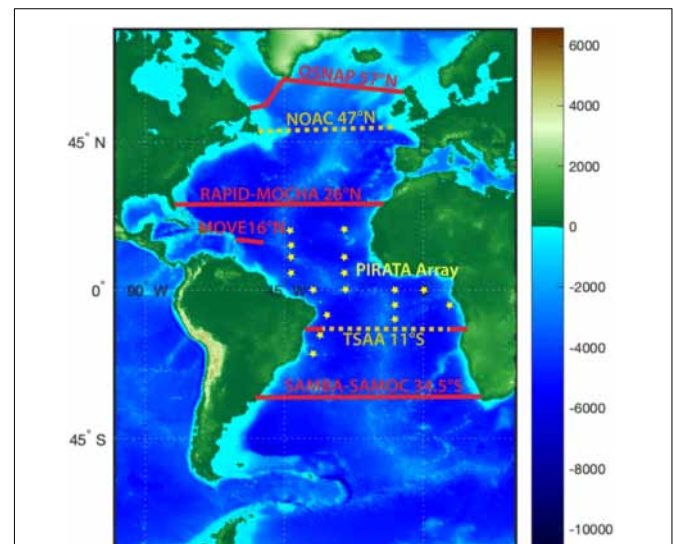 OSNAP 57°N
NOAC 47°N
45° N
RAPID-MOCHA 26°N
MOVE16°N
PIRATA Array
0° 90 W 45 W
TSAA 11°S
SAMBA-SAMOC 34.5°S
45° S
6000
4000
2000
0
-2000
-4000
-6000
-8000
-10000